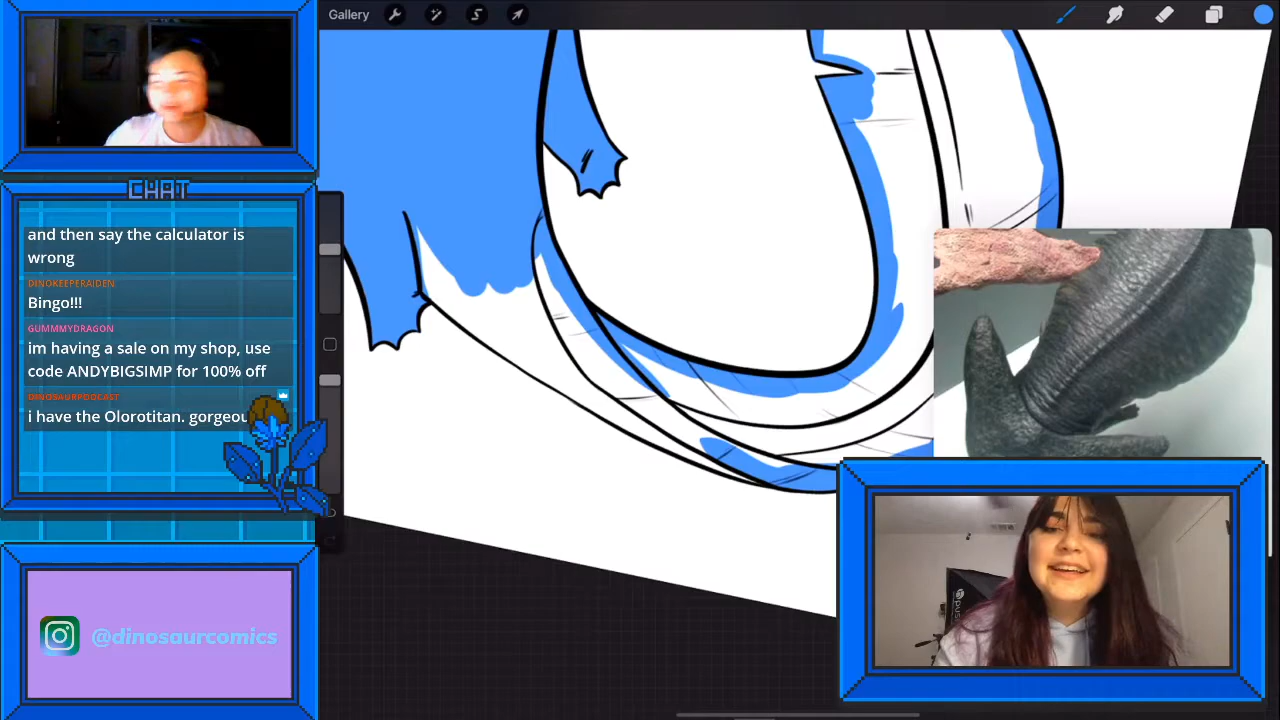 Gallery
CHAT
and then say the calculator is
wrong
DINOKEEPERAIDEN
Bingo!!!
GUMMMYDRAGON
im having a sale on my shop, use
code ANDYBIGSIMP for 100% off
DINOSAURPODCAST
i have the Olorotitan. gorgeou
@dinosaurcomics